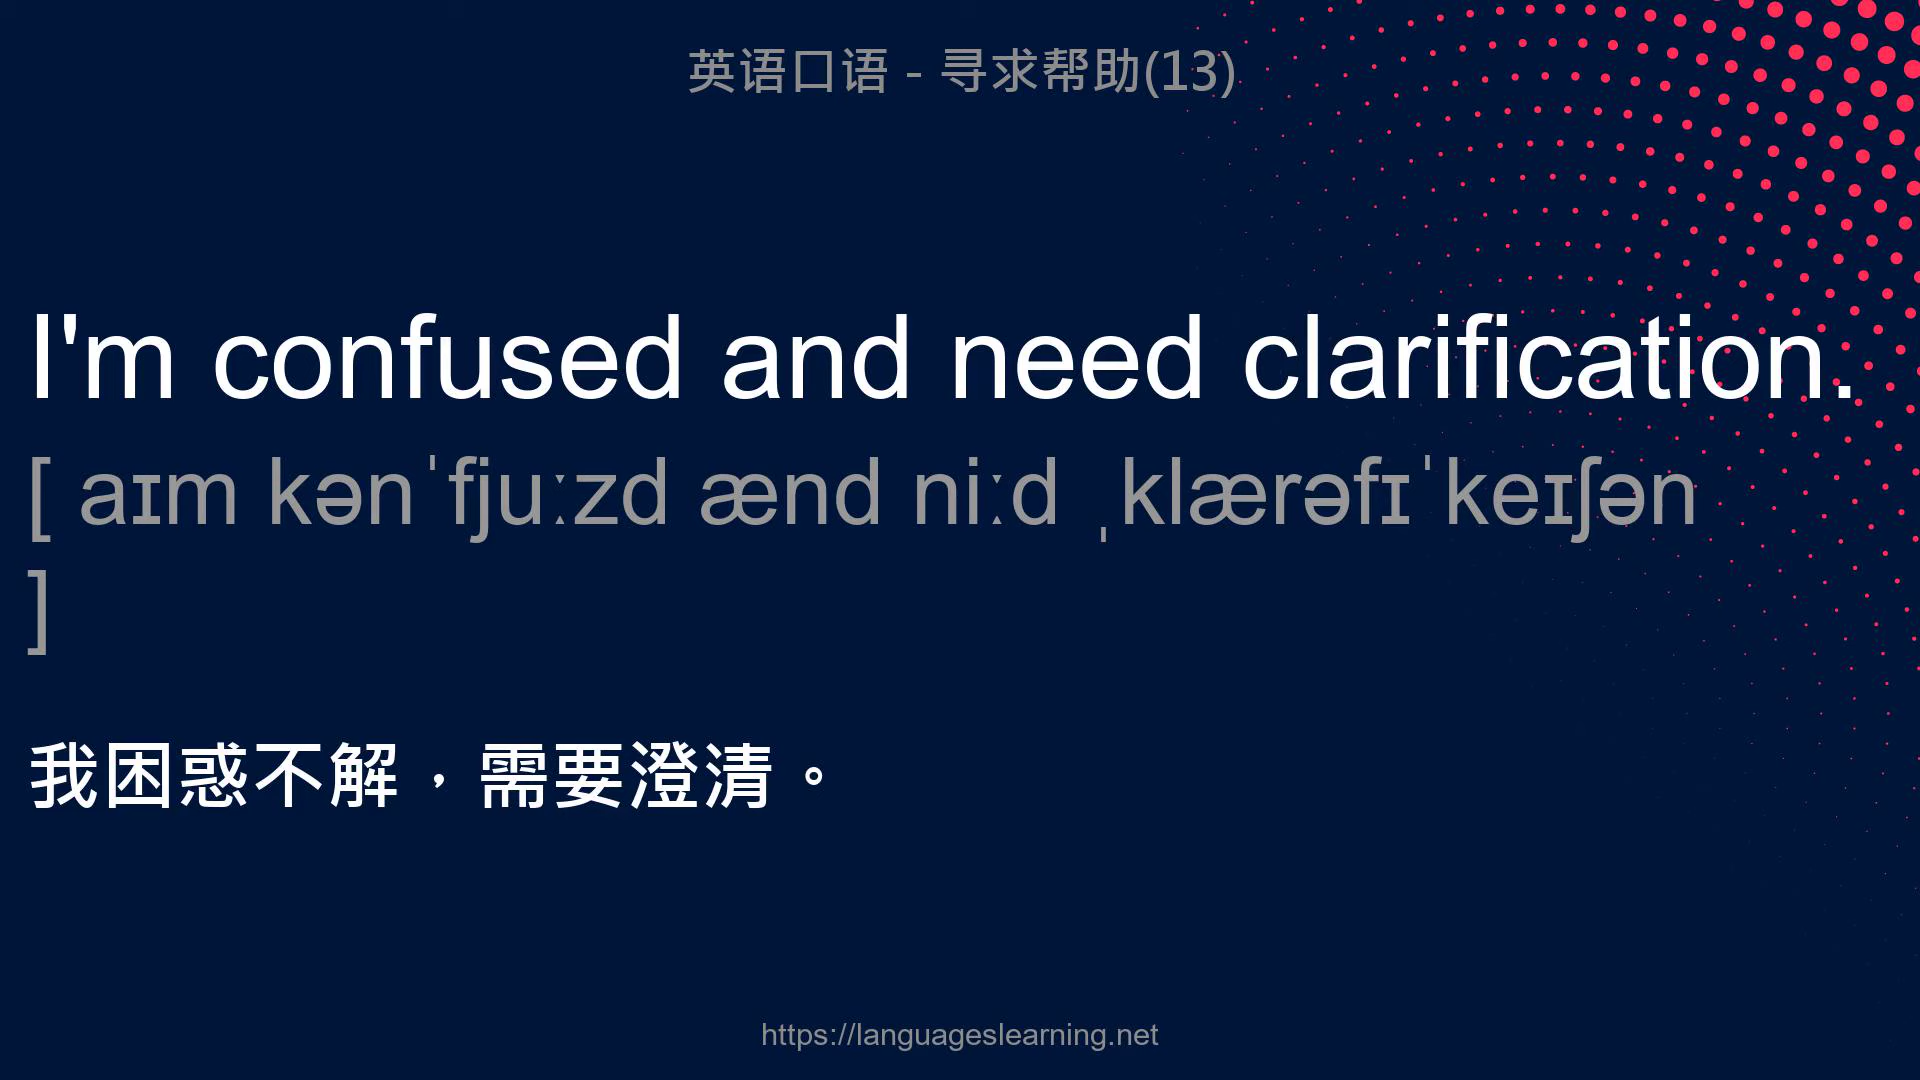 英语口语 - 寻求帮助(13)
I'm confused and need clarification.
[ aɪm kənˈfjuːzd ænd niːd ˌklærəfɪˈkeɪʃən
]
我困惑不解，需要澄清。
https://languageslearning.net